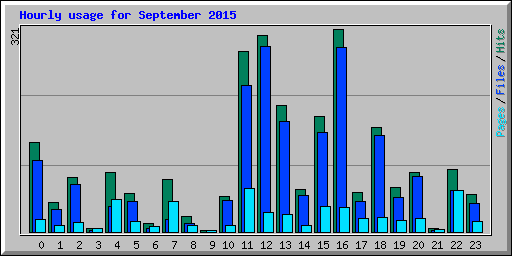 Hourly usage for September 2015
321
Pages / Files / Hits
0 1 2 3 4 5 6 7 8 9 10 11 12 13 14 15 16 17 18 19 20 21 22 23